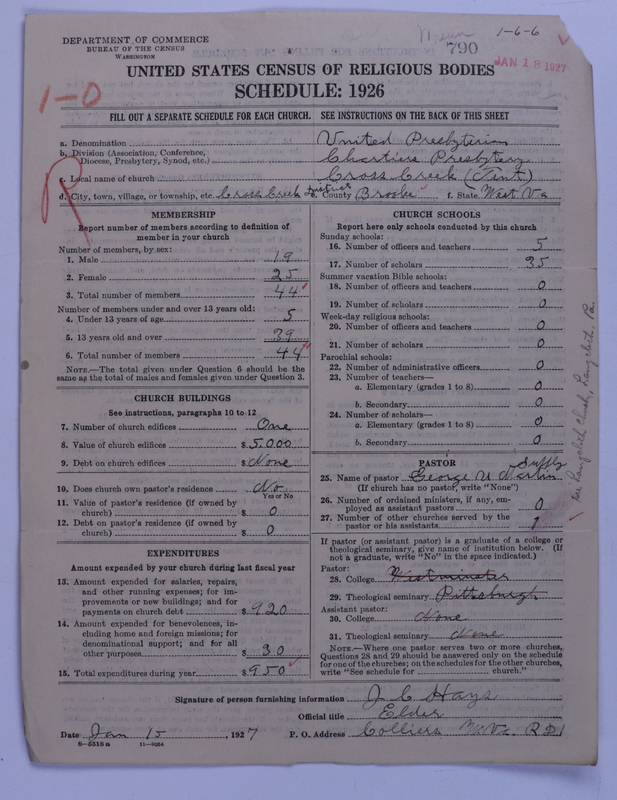 1-6-6
790
JAN 18 1927
DEPARTMENT OF COMMERCE
BUREAU OF THE CENSUS
WASHINGTON
UNITED STATES CENSUS OF RELIGIOUS BODIES
SCHEDULE: 1926
1-0
FILL OUT A SEPARATE SCHEDULE FOR EACH CHURCH. SEE INSTRUCTIONS ON THE BACK OF THIS SHEET
a. Denomination United Presbyterian
b. Division (Association, Conference, Diocese, Presbytery, Synod, etc.) Chartiers Presbytery
c. Local name of church Cross Creek (Tent)
R
d. City, town, village, or township, etc. Cross Creek District e. County Brooke f. State West Va
MEMBERSHIP
Report number of members according to definition of
member in your church
Number of members, by sex:
1. Male 19
2. Female 25
3. Total number of members 44
Number of members under and over 13 years old:
4. Under 13 years of age 5
5. 13 years old and over 39
6. Total number of members 44
NOTE.—The total given under Question 6 should be
same as the total of males and females given under Question 3.
CHURCH BUILDINGS
See instructions, paragraphs 10 to 12
7. Number of church edifices One
8. Value of church edifices $5000
9. Debt on church edifices $None
10. Does church own pastor's residence No
Yes or No
11. Value of pastor's residence (if owned by
church) $ 0
12. Debt on pastor's residence (if owned by
church) $ 0
EXPENDITURES
Amount expended by your church during last fiscal year
13. Amount expended for salaries, repairs,
and other running expenses; for im-
provements or new buildings; and for
payments on church debt $920
14. Amount expended for benevolences, in-
cluding home and foreign missions; for
denominational support; and for all
other purposes $ 30
15. Total expenditures during year $950
CHURCH SCHOOLS
Report here only schools conducted by this church
Sunday schools:
16. Number of officers and teachers 5
17. Number of scholars 35
Summer vacation Bible schools:
18. Number of officers and teachers 0
19. Number of scholars 0
Week-day religious schools:
20. Number of officers and teachers 0
21. Number of scholars 0
Parochial schools:
22. Number of administrative officers 0
23. Number of teachers—
a. Elementary (grades 1 to 8) 0
b. Secondary 0
24. Number of scholars—
a. Elementary (grades 1 to 8) 0
b. Secondary 0
PASTOR
Supply
25. Name of pastor George
(If church has no pastor, write "None")
26. Number of ordained ministers, if any, em-
ployed as assistant pastors 0
27. Number of other churches served by the
pastor or his assistants 1
If pastor (or assistant pastor) is a graduate of a college or
theological seminary, give name of institution below. (If
not a graduate, write "No" in the space indicated.)
Pastor:
28. College Westminster
29. Theological seminary Pittsburgh
Assistant pastor:
30. College None
31. Theological seminary None
NOTE.—Where one pastor serves two or more churches,
Questions 28 and 29 should be answered only on the schedule
for one of the churches; on the schedules for the other churches,
write "See schedule for church."
Langeloth Church, Langeloth, Pa.
Signature of person furnishing information J C Hays
Official title Elder
Date Jan 15, 1927 P. O. Address Colliers W.Va. R D1
8—5518a 11—9264